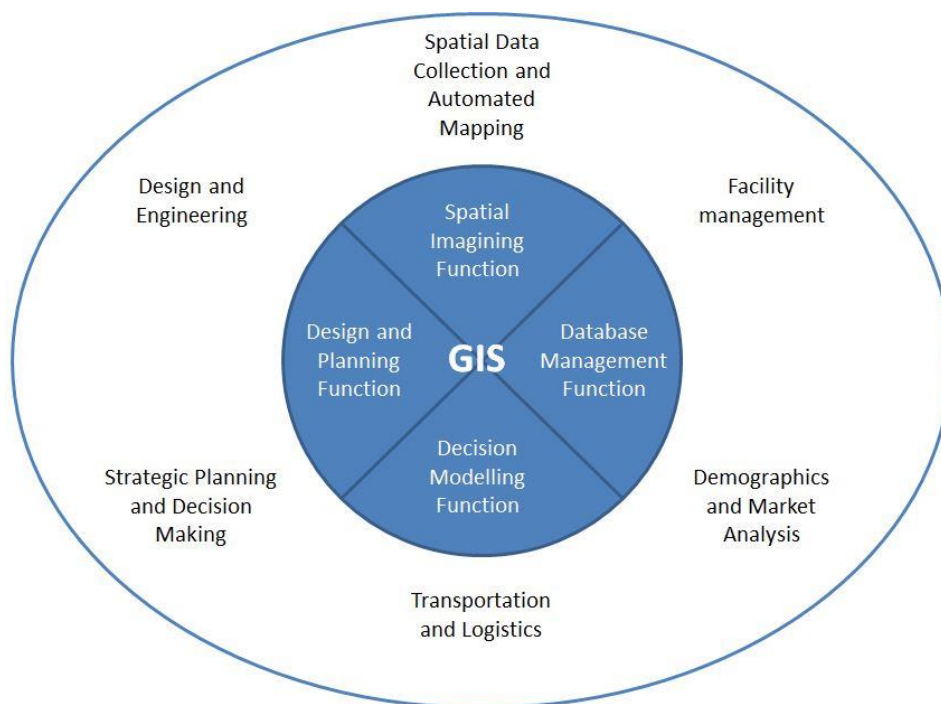 Spatial Data
Collection and
Automated
Mapping
Design and
Engineering
Facility
management
Spatial
Imagining
Function
Design and
Planning
Function
GIS
Database
Management
Function
Decision
Modelling
Function
Strategic Planning
and Decision
Making
Demographics
and Market
Analysis
Transportation
and Logistics